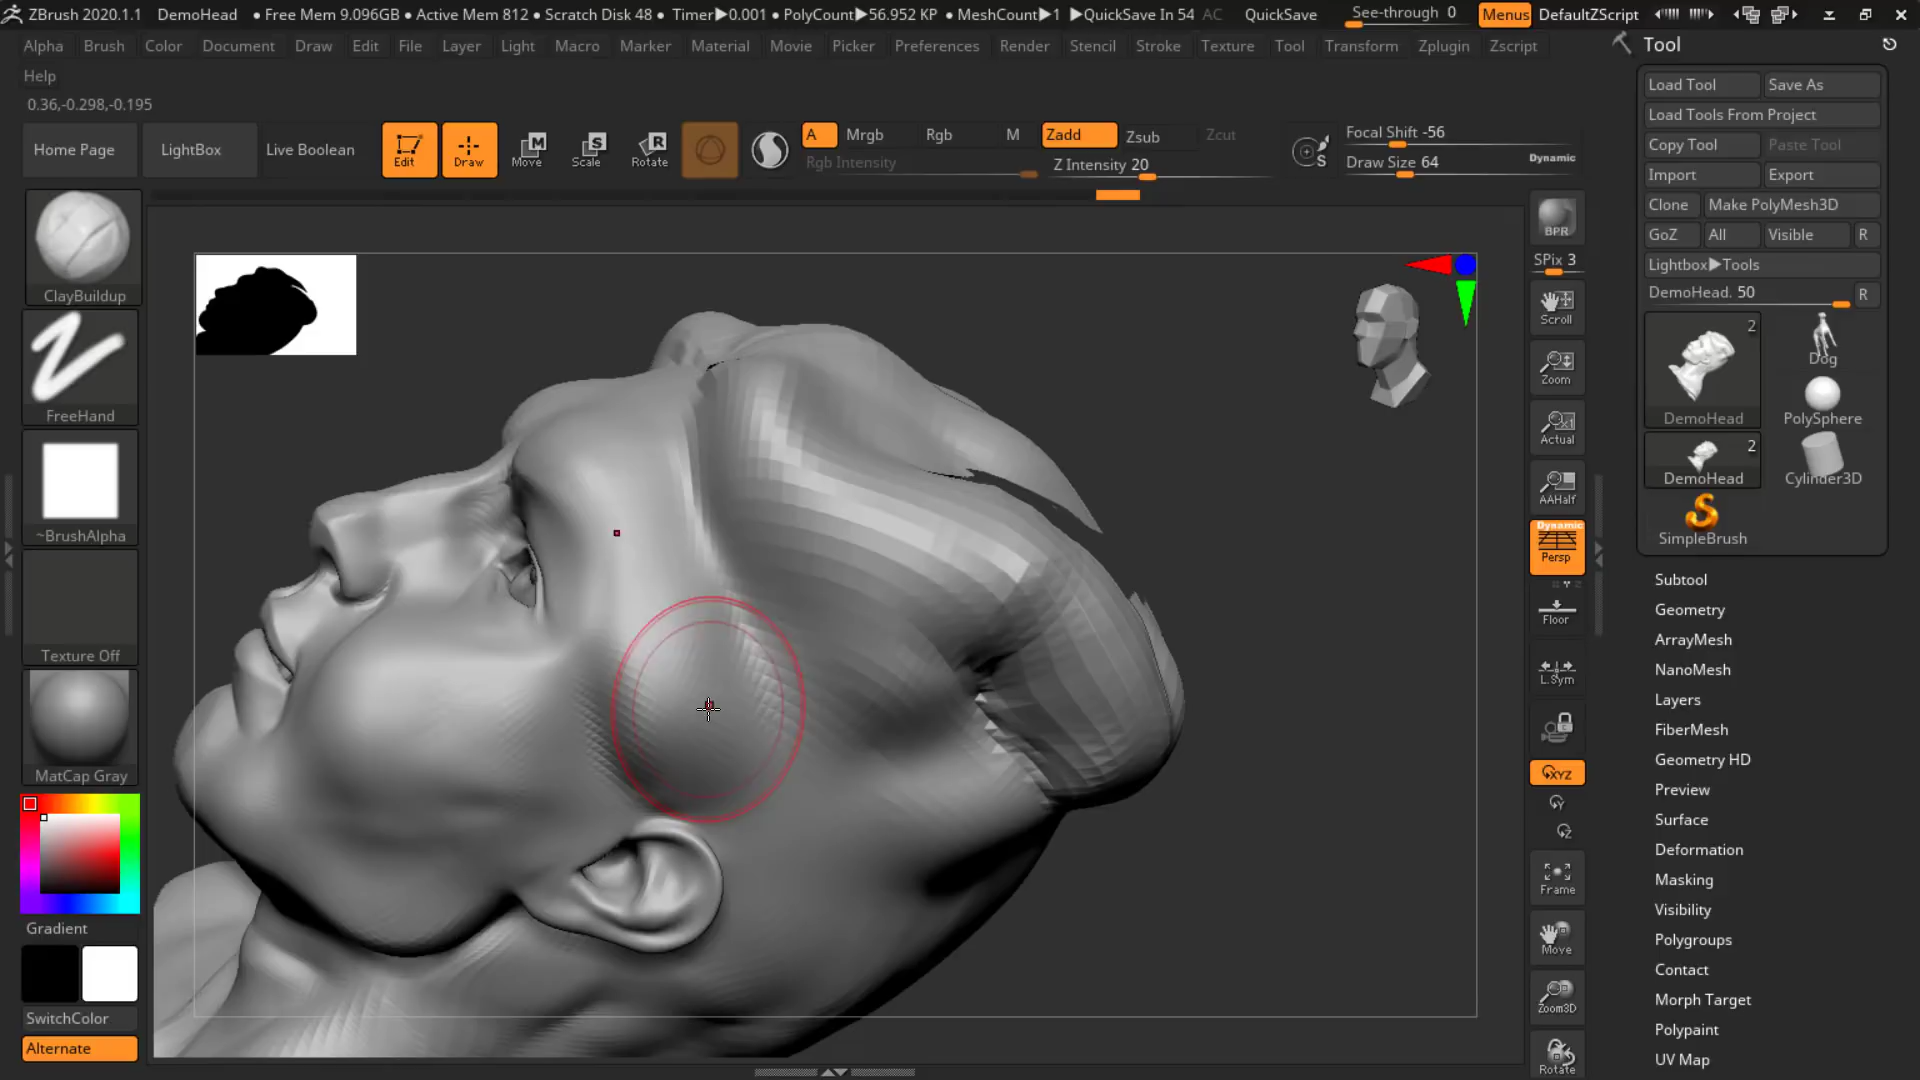 ZBrush 2020.1.1 DemoHead • Free Mem 9.096GB • Active Mem 812 • Scratch Disk 48 • Timer▶0.001 • PolyCount▶56.952 KP • MeshCount▶1 ▶QuickSave In 54 AC QuickSave See-through 0 Menus DefaultZScript
Alpha Brush Color Document Draw Edit File Layer Light Macro Marker Material Movie Picker Preferences Render Stencil Stroke Texture Tool Transform Zplugin Zscript
Help
0.36,-0.298,-0.195
Home Page LightBox Live Boolean Edit Draw Move Scale Rotate
A Mrgb Rgb M Zadd Zsub Zcut
Rgb Intensity Z Intensity 20
S
Focal Shift -56
Draw Size 64 Dynamic
ClayBuildup
FreeHand
~BrushAlpha
Texture Off
MatCap Gray
Gradient
SwitchColor
Alternate
BPR
SPix 3
Scroll
Zoom
Actual
AAHalf
Dynamic
Persp
Floor
L.Sym
XYZ
Y
Z
Frame
Move
Zoom3D
Rotate
Tool
Load Tool Save As
Load Tools From Project
Copy Tool Paste Tool
Import Export
Clone Make PolyMesh3D
GoZ All Visible R
Lightbox▶Tools
DemoHead. 50 R
2
DemoHead
Dog
PolySphere
2
DemoHead
Cylinder3D
SimpleBrush
Subtool
Geometry
ArrayMesh
NanoMesh
Layers
FiberMesh
Geometry HD
Preview
Surface
Deformation
Masking
Visibility
Polygroups
Contact
Morph Target
Polypaint
UV Map